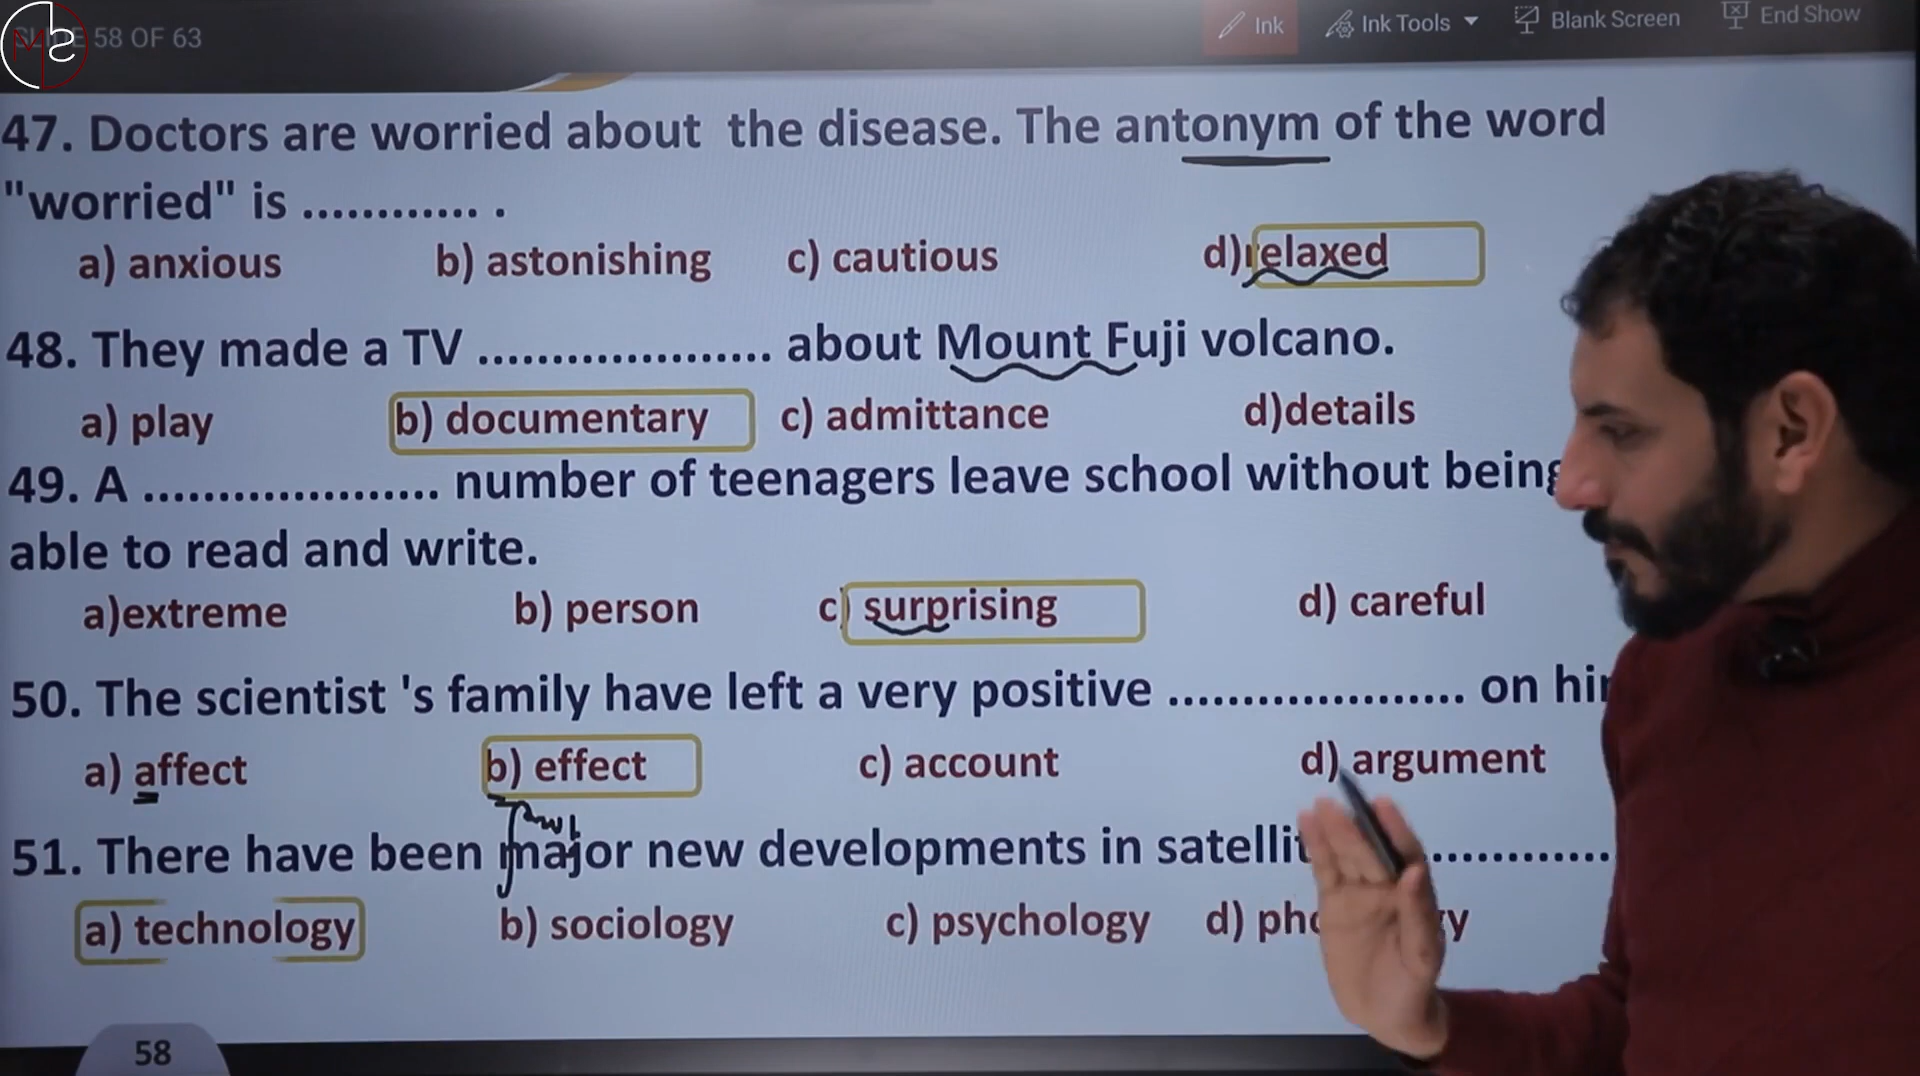 SLIDE 58 OF 63
Ink
Ink Tools
Blank Screen
End Show
47. Doctors are worried about the disease. The antonym of the word
"worried" is ............ .
a) anxious b) astonishing c) cautious d)relaxed
48. They made a TV .................... about Mount Fuji volcano.
a) play b) documentary c) admittance d)details
49. A .................... number of teenagers leave school without being
able to read and write.
a)extreme b) person c) surprising d) careful
50. The scientist 's family have left a very positive .................... on
a) affect b) effect c) account d) argument
51. There have been major new developments in ............
a) technology b) sociology c) psychology d)
58